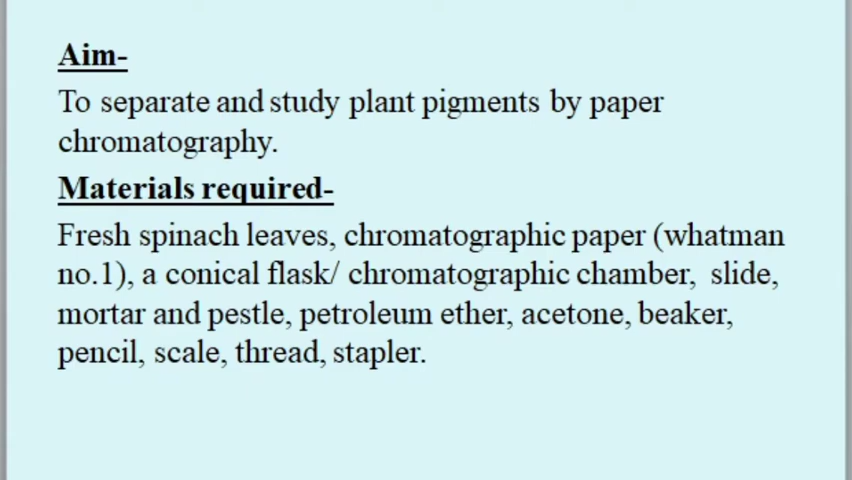 Aim-
To separate and study plant pigments by paper
chromatography.
Materials required-
Fresh spinach leaves, chromatographic paper (whatman
no.1), a conical flask/ chromatographic chamber, slide,
mortar and pestle, petroleum ether, acetone, beaker,
pencil, scale, thread, stapler.